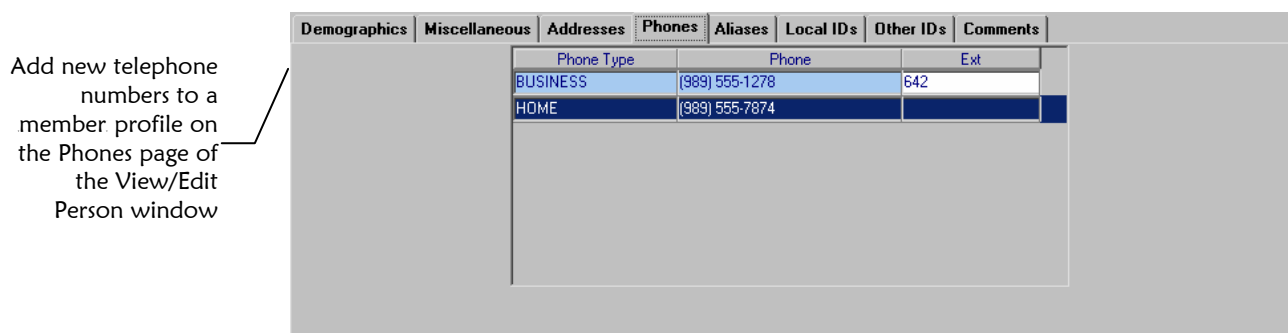 Demographics Miscellaneous Addresses Phones Aliases Local IDs Other IDs Comments
Add new telephone
numbers to a
member profile on
the Phones page of
the View/Edit
Person window
Phone Type Phone Ext
BUSINESS (989) 555-1278 642
HOME (989) 555-7874